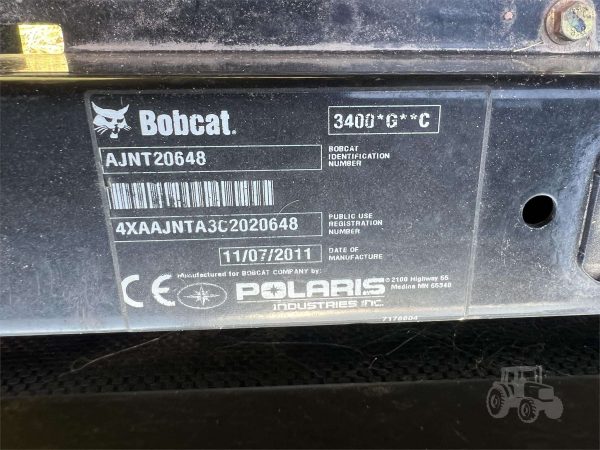 Bobcat.
3400*G**C
AJNT20648
BOBCAT
IDENTIFICATION
NUMBER
4XAAJNTA3C2020648
PUBLIC USE
REGISTRATION
NUMBER
11/07/2011
DATE OF
MANUFACTURE
Manufactured for BOBCAT COMPANY by:
CE
POLARIS
INDUSTRIES INC.
2100 Highway 55
Medina MN 55340
7176604